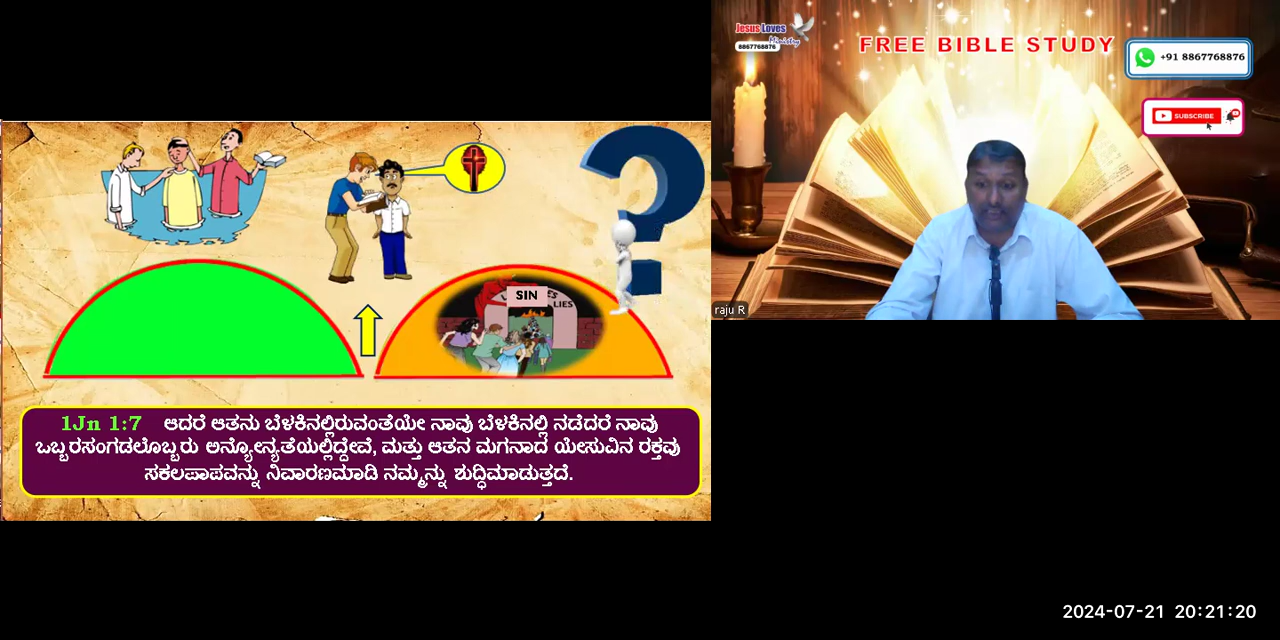 SIN
LIES
1Jn 1:7 ಆದರೆ ಆತನು ಬೆಳಕಿನಲ್ಲಿರುವಂತೆಯೇ ನಾವು ಬೆಳಕಿನಲ್ಲಿ ನಡೆದರೆ ನಾವು
ಒಬ್ಬರಸಂಗಡಲೊಬ್ಬರು ಅನ್ಯೋನ್ಯತೆಯಲ್ಲಿದ್ದೇವೆ, ಮತ್ತು ಆತನ ಮಗನಾದ ಯೇಸುವಿನ ರಕ್ತವು
ಸಕಲಪಾಪವನ್ನು ನಿವಾರಣಮಾಡಿ ನಮ್ಮನ್ನು ಶುದ್ಧಿಮಾಡುತ್ತದೆ.
Jesus Loves
Ministry
8867768876
FREE BIBLE STUDY
+91 8867768876
SUBSCRIBE
raju R
2024-07-21 20:21:20